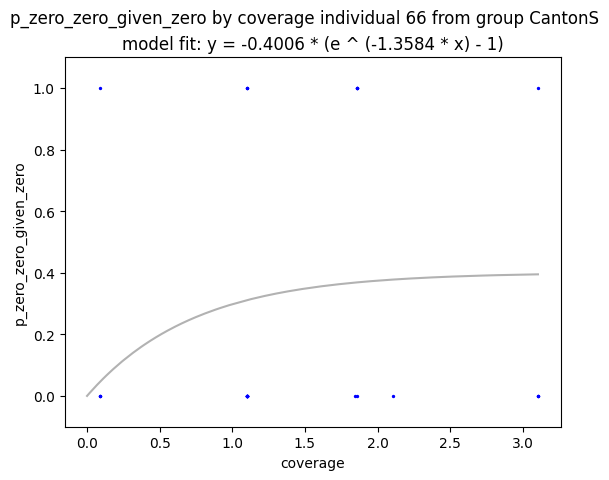 p_zero_zero_given_zero by coverage individual 66 from group CantonS
model fit: y = -0.4006 * (e ^ (-1.3584 * x) - 1)
1.0
0.8
0.6
0.4
0.2
0.0
p_zero_zero_given_zero
0.0 0.5 1.0 1.5 2.0 2.5 3.0
coverage